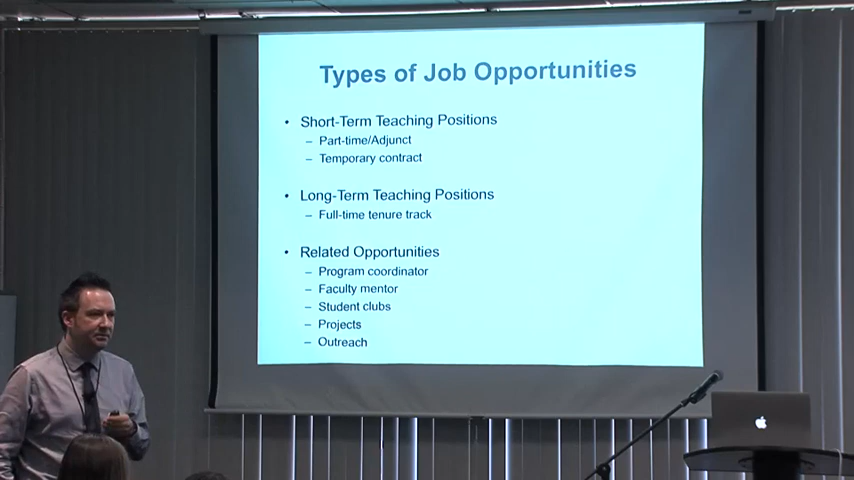 Types of Job Opportunities
• Short-Term Teaching Positions
– Part-time/Adjunct
– Temporary contract
• Long-Term Teaching Positions
– Full-time tenure track
• Related Opportunities
– Program coordinator
– Faculty mentor
– Student clubs
– Projects
– Outreach